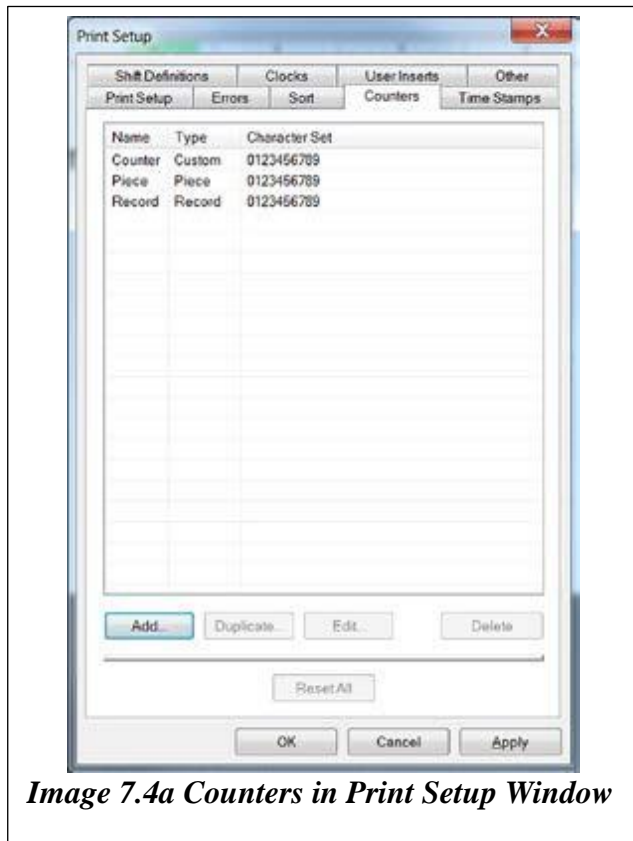 Print Setup
Shift Definitions Clocks User Inserts Other
Print Setup Errors Sort Counters Time Stamps
Name Type Character Set
Counter Custom 0123456789
Piece Piece 0123456789
Record Record 0123456789
Add... Duplicate... Edit... Delete
Reset All
OK Cancel Apply
Image 7.4a Counters in Print Setup Window